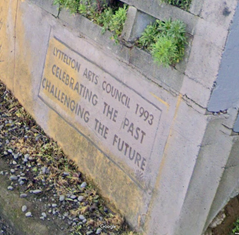 LYTTELTON ARTS COUNCIL 1993
CELEBRATING THE PAST
CHALLENGING THE FUTURE